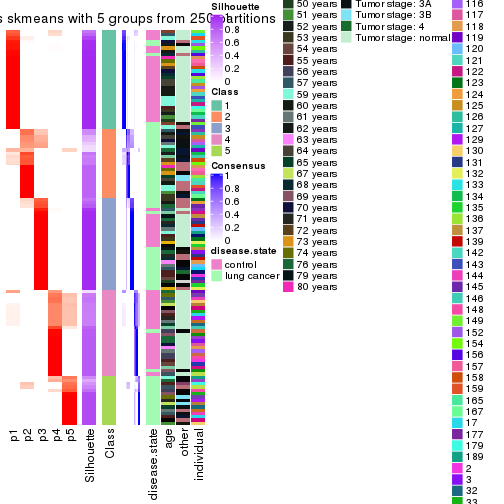 s skmeans with 5 groups from 250 partitions
p1
p2
p3
p4
p5
Silhouette
Class
disease.state
age
other
individual
Silhouette
1
0.8
0.6
0.4
0.2
0
Class
1
2
3
4
5
Consensus
1
0.8
0.6
0.4
0.2
0
disease.state
control
lung cancer
50 years
51 years
52 years
53 years
54 years
55 years
56 years
57 years
59 years
60 years
61 years
62 years
63 years
64 years
65 years
67 years
68 years
69 years
70 years
71 years
72 years
73 years
74 years
76 years
79 years
80 years
Tumor stage: 3A
Tumor stage: 3B
Tumor stage: 4
Tumor stage: normal
116
117
118
119
120
121
122
123
124
125
126
127
129
130
131
132
133
134
135
136
137
139
142
143
144
145
146
148
149
152
154
156
157
158
159
165
167
17
177
179
189
2
3
32
33